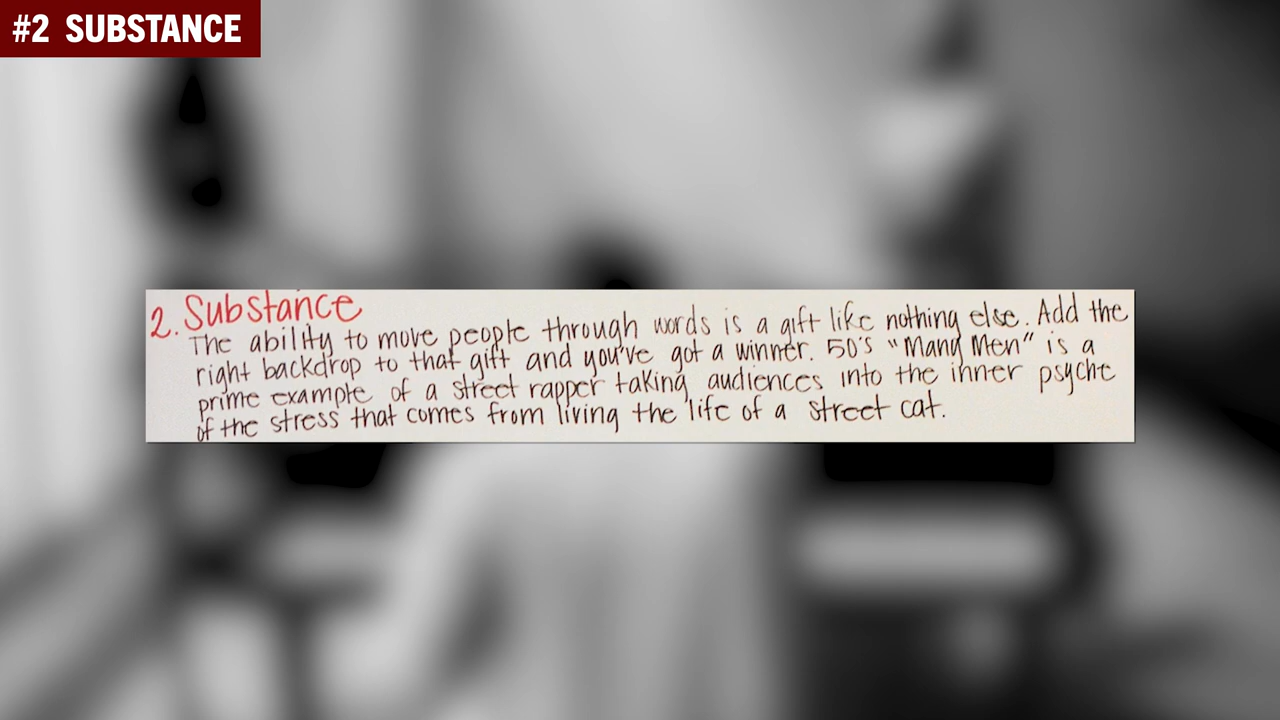 #2 SUBSTANCE
2. Substance
The ability to move people through words is a gift like nothing else. Add the
right backdrop to that gift and you've got a winner. 50's "Many Men" is a
prime example of a street rapper taking audiences into the inner psyche
of the stress that comes from living the life of a street cat.